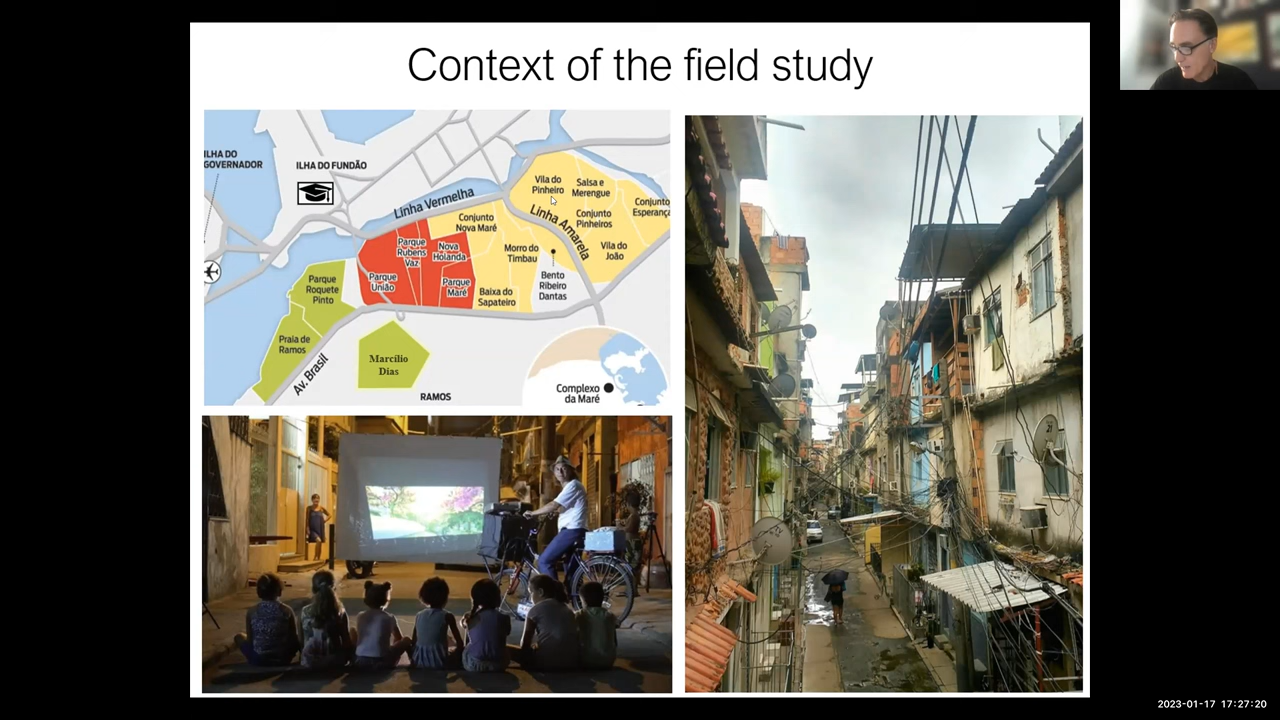 Context of the field study
ILHA DO
GOVERNADOR
ILHA DO FUNDÃO
Linha Vermelha
Vila do
Pinheiro
Salsa e
Merengue
Conjunto
Esperança
Linha Amarela
Conjunto
Pinheiros
Vila do
João
Conjunto
Nova Maré
Morro do
Timbau
Bento
Ribeiro
Dantas
Baixa do
Sapateiro
Parque
Rubens
Vaz
Nova
Holanda
Parque
União
Parque
Maré
Parque
Roquete
Pinto
Praia de
Ramos
Av. Brasil
Marcílio
Dias
RAMOS
Complexo
da Maré
2023-01-17 17:27:20